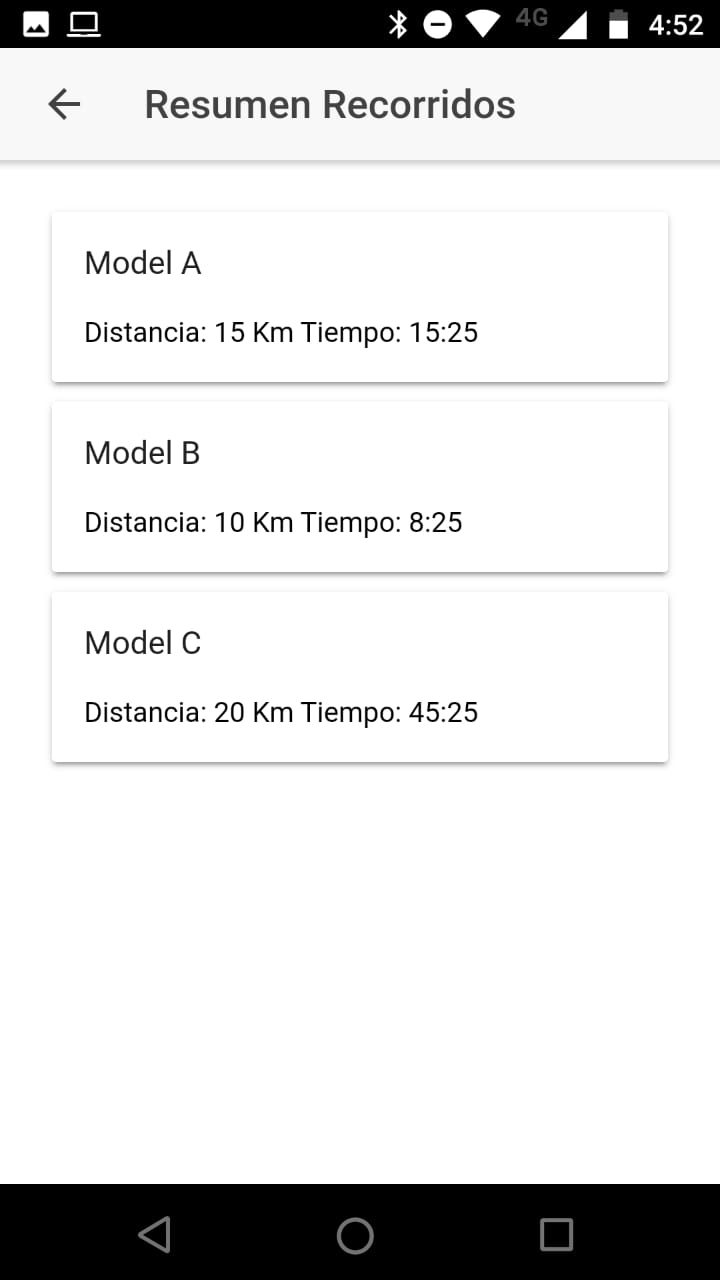 4G 4:52
Resumen Recorridos
Model A
Distancia: 15 Km Tiempo: 15:25
Model B
Distancia: 10 Km Tiempo: 8:25
Model C
Distancia: 20 Km Tiempo: 45:25